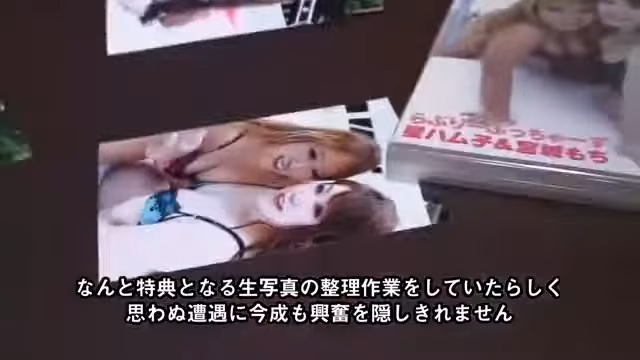 らぶりーふっちゃーず
星ハム子&宮城もち
なんと特典となる生写真の整理作業をしていたらしく
思わぬ遭遇に今成も興奮を隠しきれません